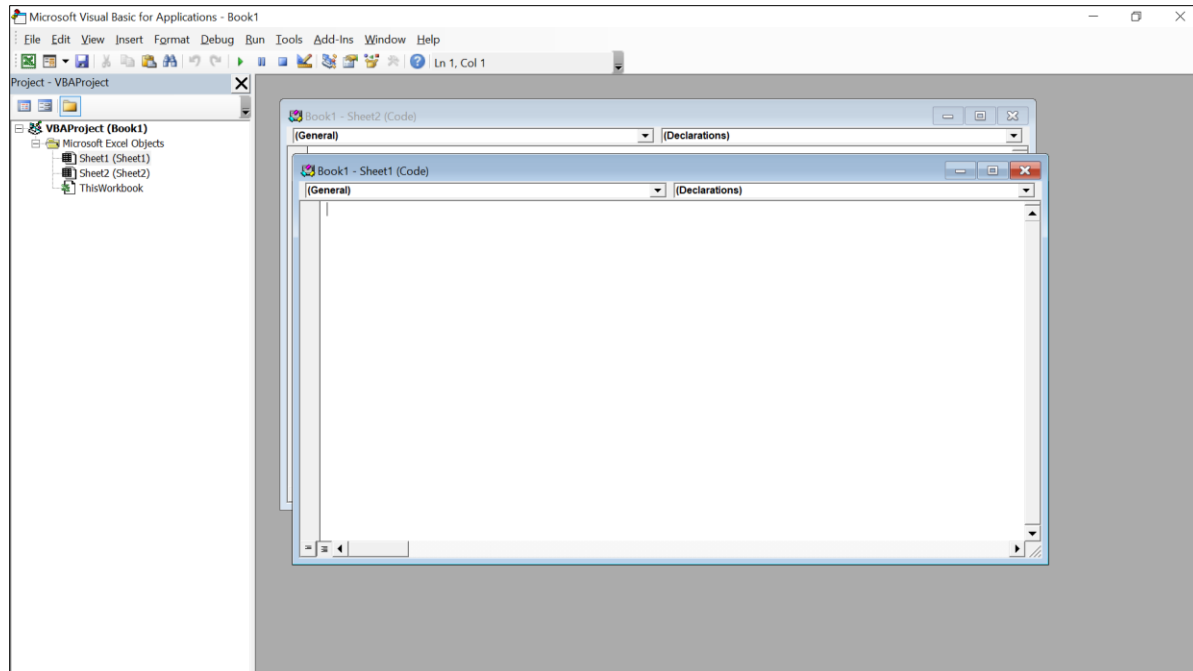 Microsoft Visual Basic for Applications - Book1
File Edit View Insert Format Debug Run Tools Add-Ins Window Help
Ln 1, Col 1
Project - VBAProject
VBAProject (Book1)
Microsoft Excel Objects
Sheet1 (Sheet1)
Sheet2 (Sheet2)
ThisWorkbook
Book1 - Sheet2 (Code)
(General) (Declarations)
Book1 - Sheet1 (Code)
(General) (Declarations)